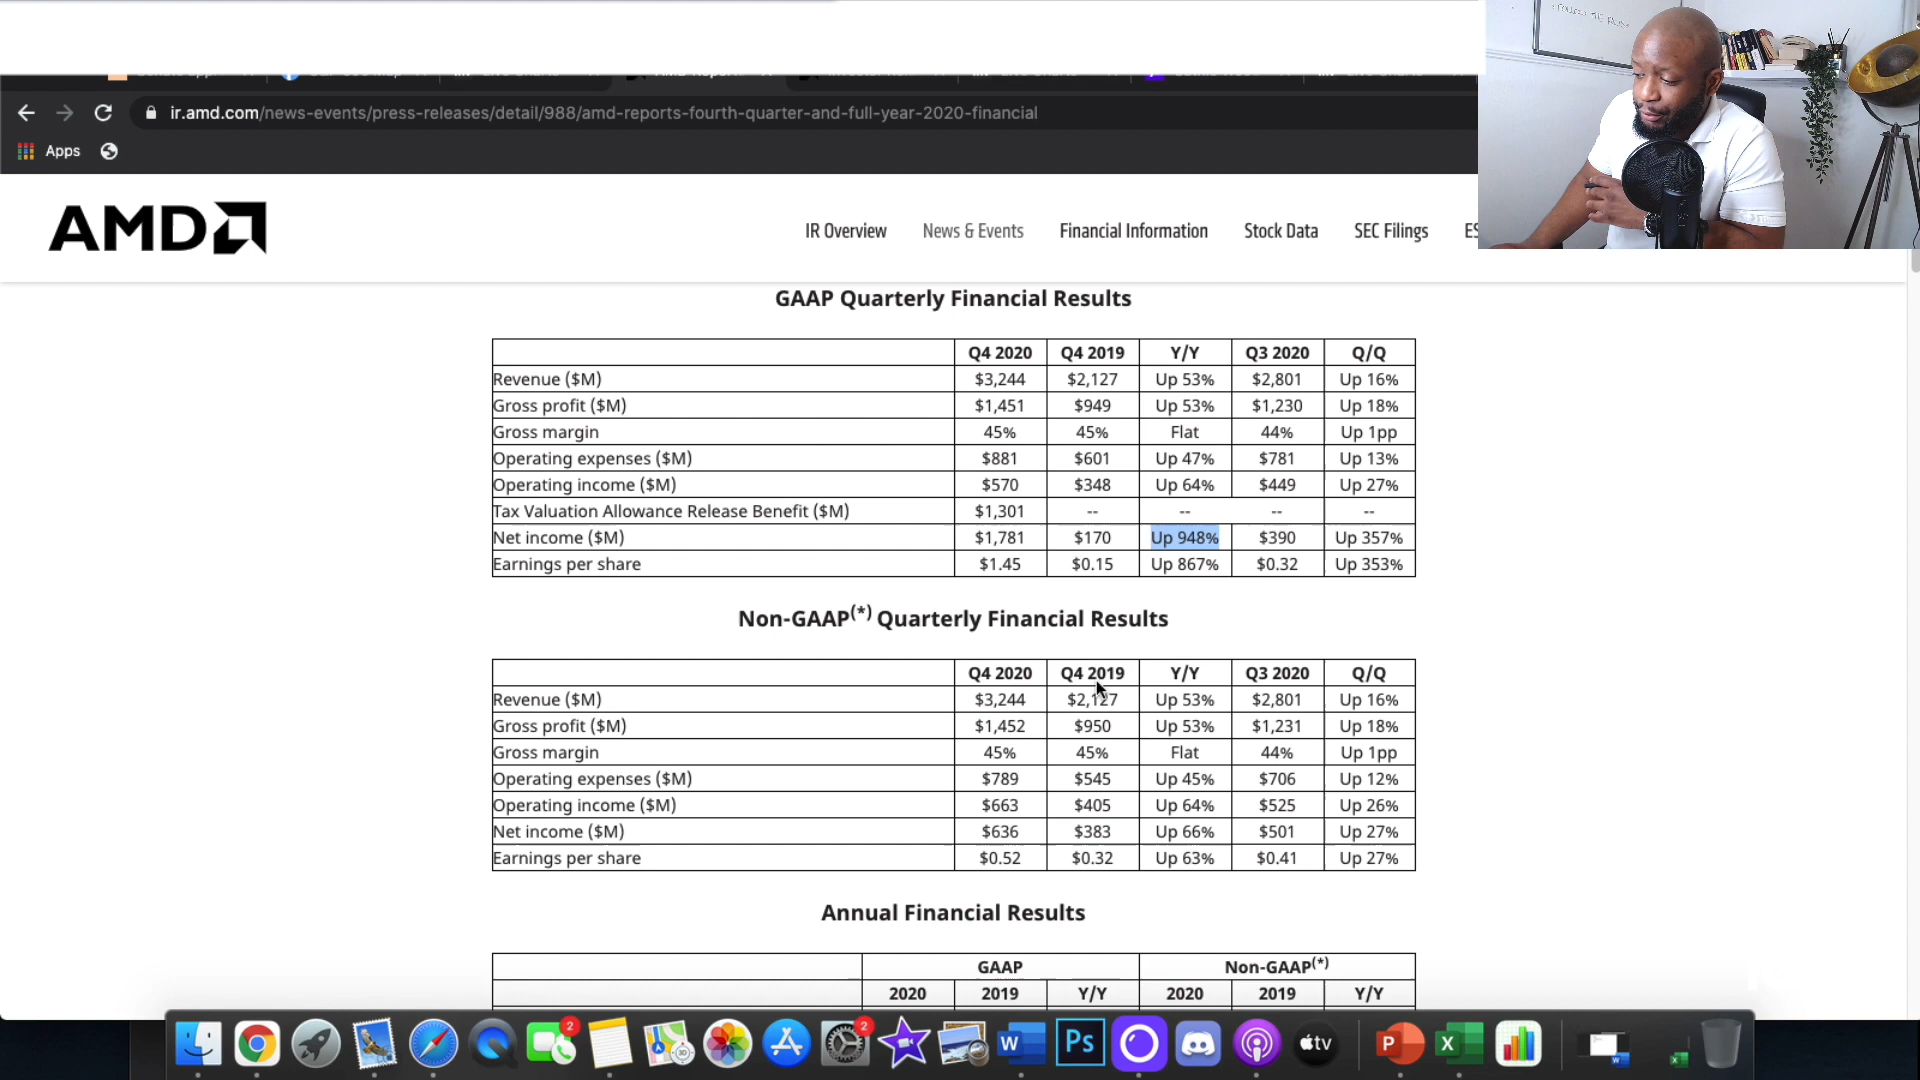 ir.amd.com/news-events/press-releases/detail/988/amd-reports-fourth-quarter-and-full-year-2020-financial
Apps
AMD
IR Overview News & Events Financial Information Stock Data SEC Filings ES
GAAP Quarterly Financial Results
Q4 2020 Q4 2019 Y/Y Q3 2020 Q/Q
Revenue ($M) $3,244 $2,127 Up 53% $2,801 Up 16%
Gross profit ($M) $1,451 $949 Up 53% $1,230 Up 18%
Gross margin 45% 45% Flat 44% Up 1pp
Operating expenses ($M) $881 $601 Up 47% $781 Up 13%
Operating income ($M) $570 $348 Up 64% $449 Up 27%
Tax Valuation Allowance Release Benefit ($M) $1,301 -- -- -- --
Net income ($M) $1,781 $170 Up 948% $390 Up 357%
Earnings per share $1.45 $0.15 Up 867% $0.32 Up 353%
Non-GAAP(*) Quarterly Financial Results
Q4 2020 Q4 2019 Y/Y Q3 2020 Q/Q
Revenue ($M) $3,244 $2,127 Up 53% $2,801 Up 16%
Gross profit ($M) $1,452 $950 Up 53% $1,231 Up 18%
Gross margin 45% 45% Flat 44% Up 1pp
Operating expenses ($M) $789 $545 Up 45% $706 Up 12%
Operating income ($M) $663 $405 Up 64% $525 Up 26%
Net income ($M) $636 $383 Up 66% $501 Up 27%
Earnings per share $0.52 $0.32 Up 63% $0.41 Up 27%
Annual Financial Results
GAAP Non-GAAP(*)
2020 2019 Y/Y 2020 2019 Y/Y
2 3D 2 W Ps tv P X